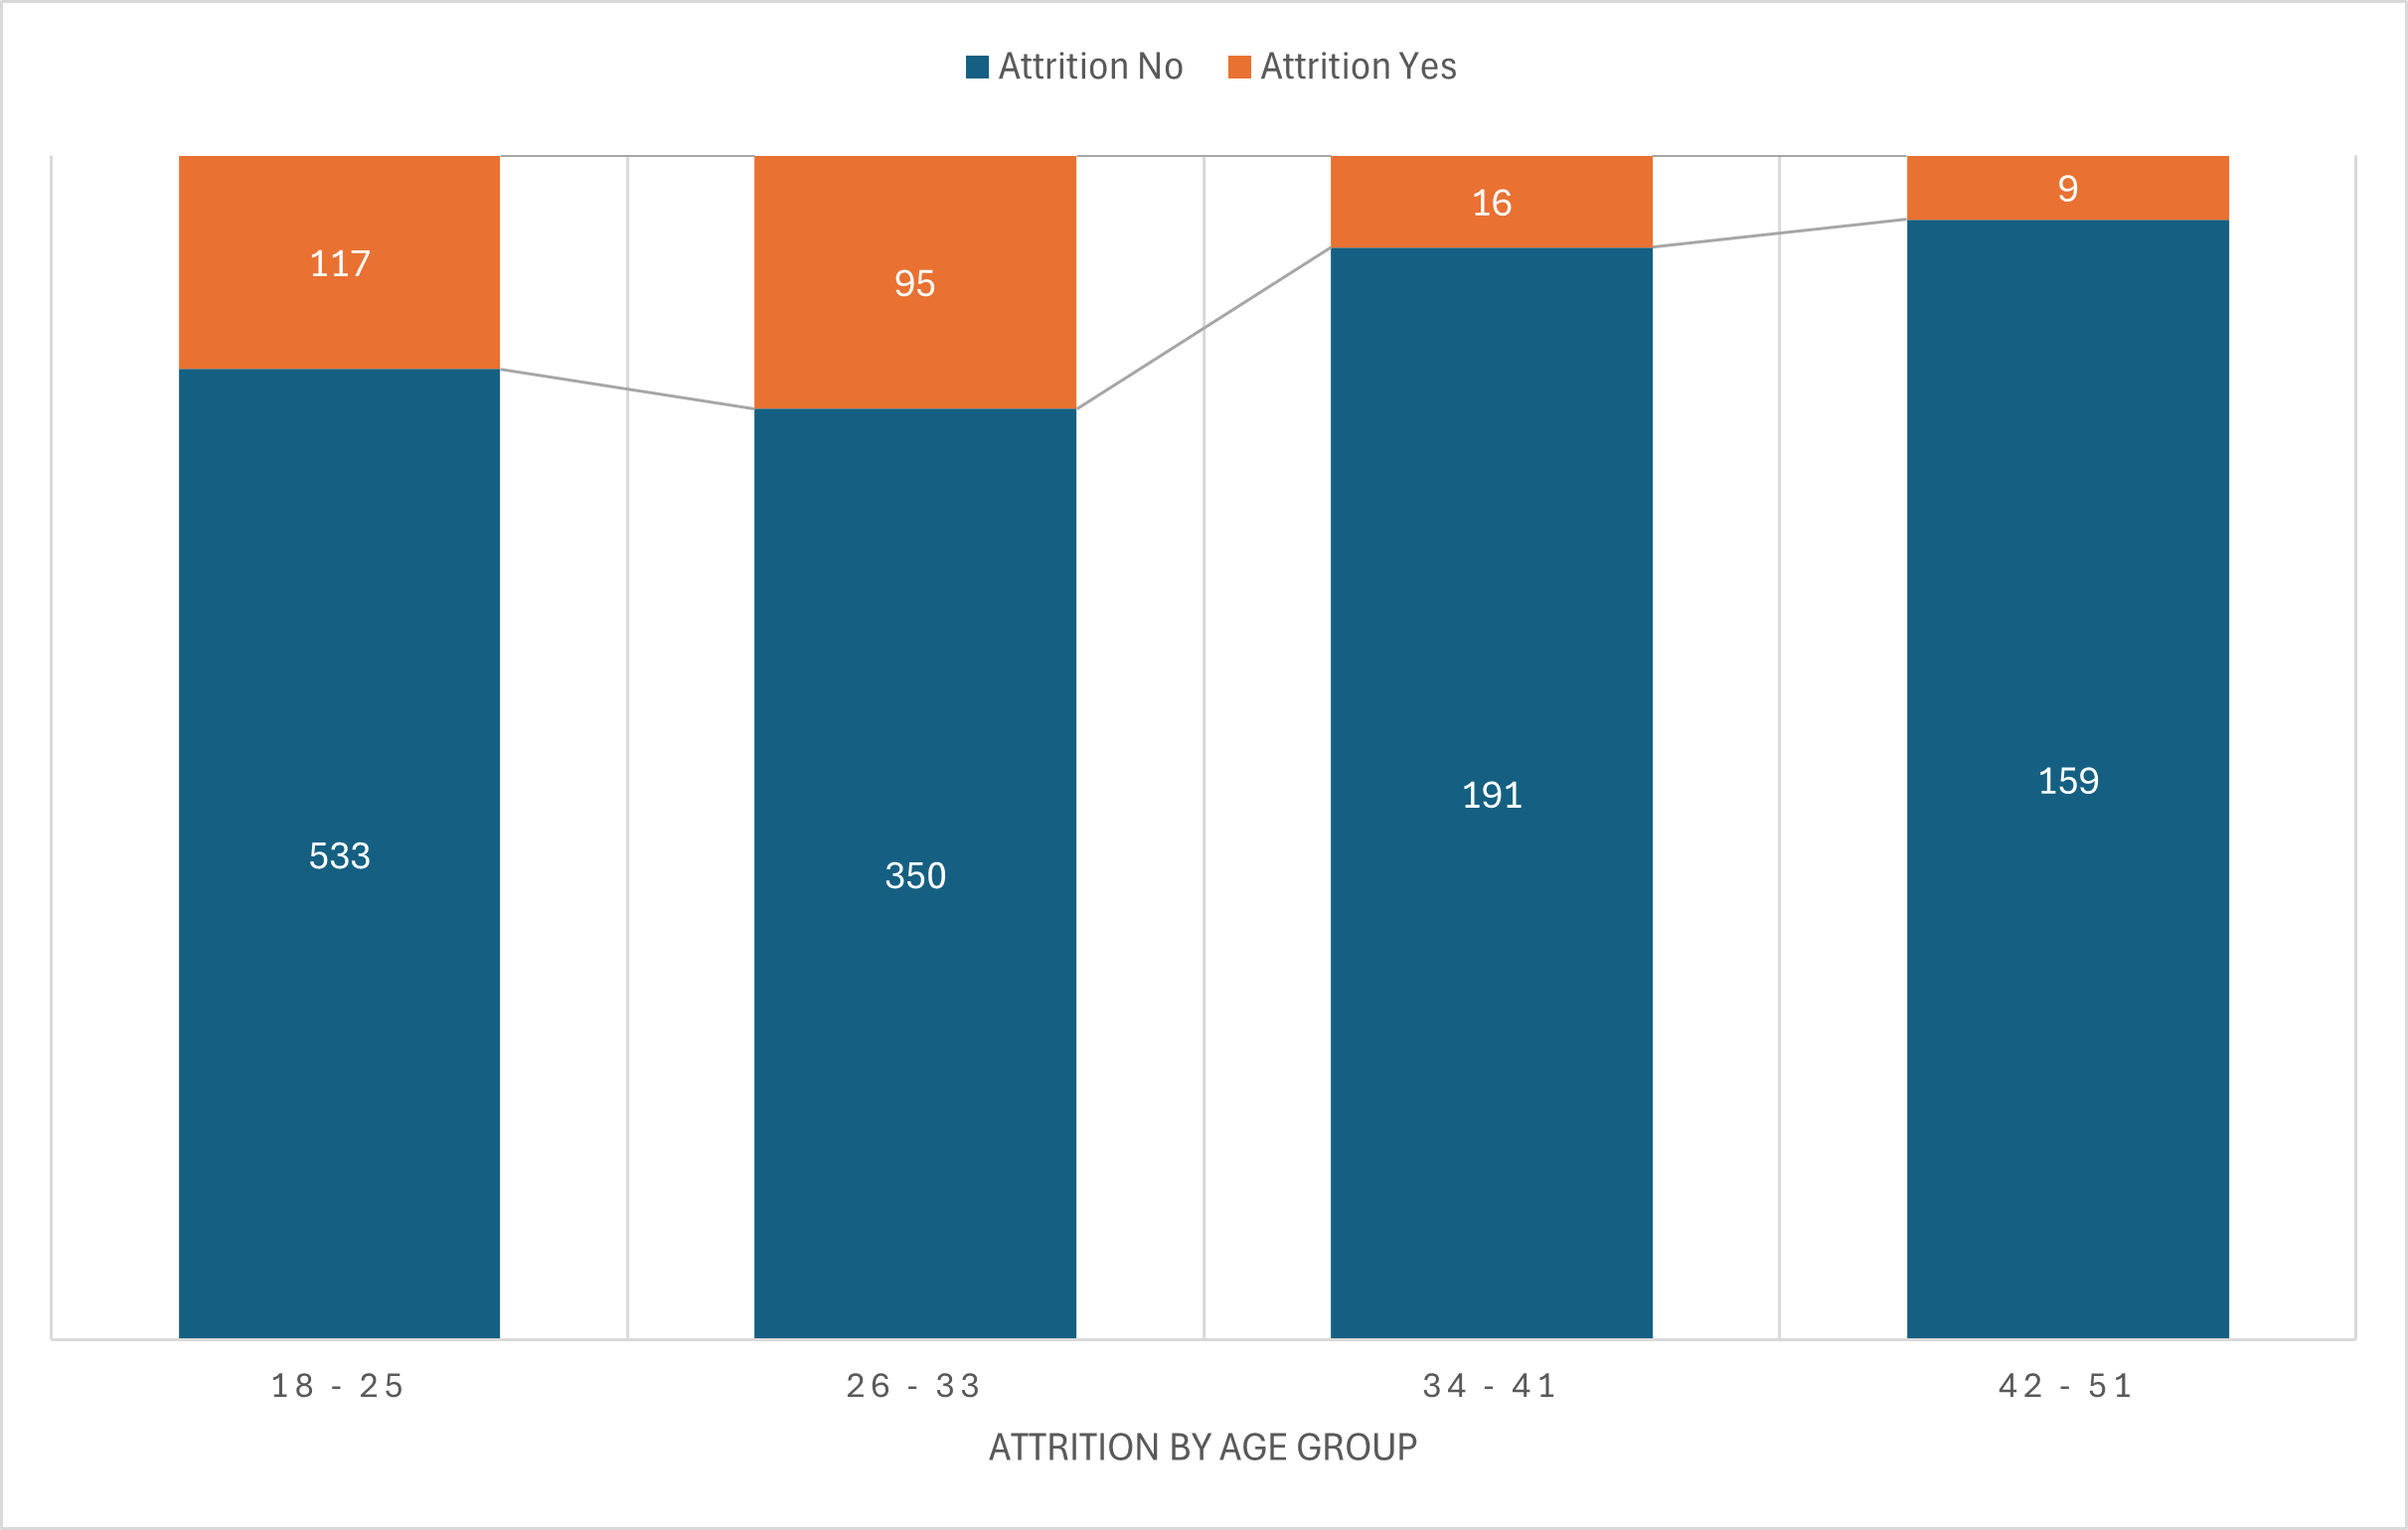 Attrition No Attrition Yes
117 95 16 9
533 350 191 159
18 - 25 26 - 33 34 - 41 42 - 51
ATTRITION BY AGE GROUP